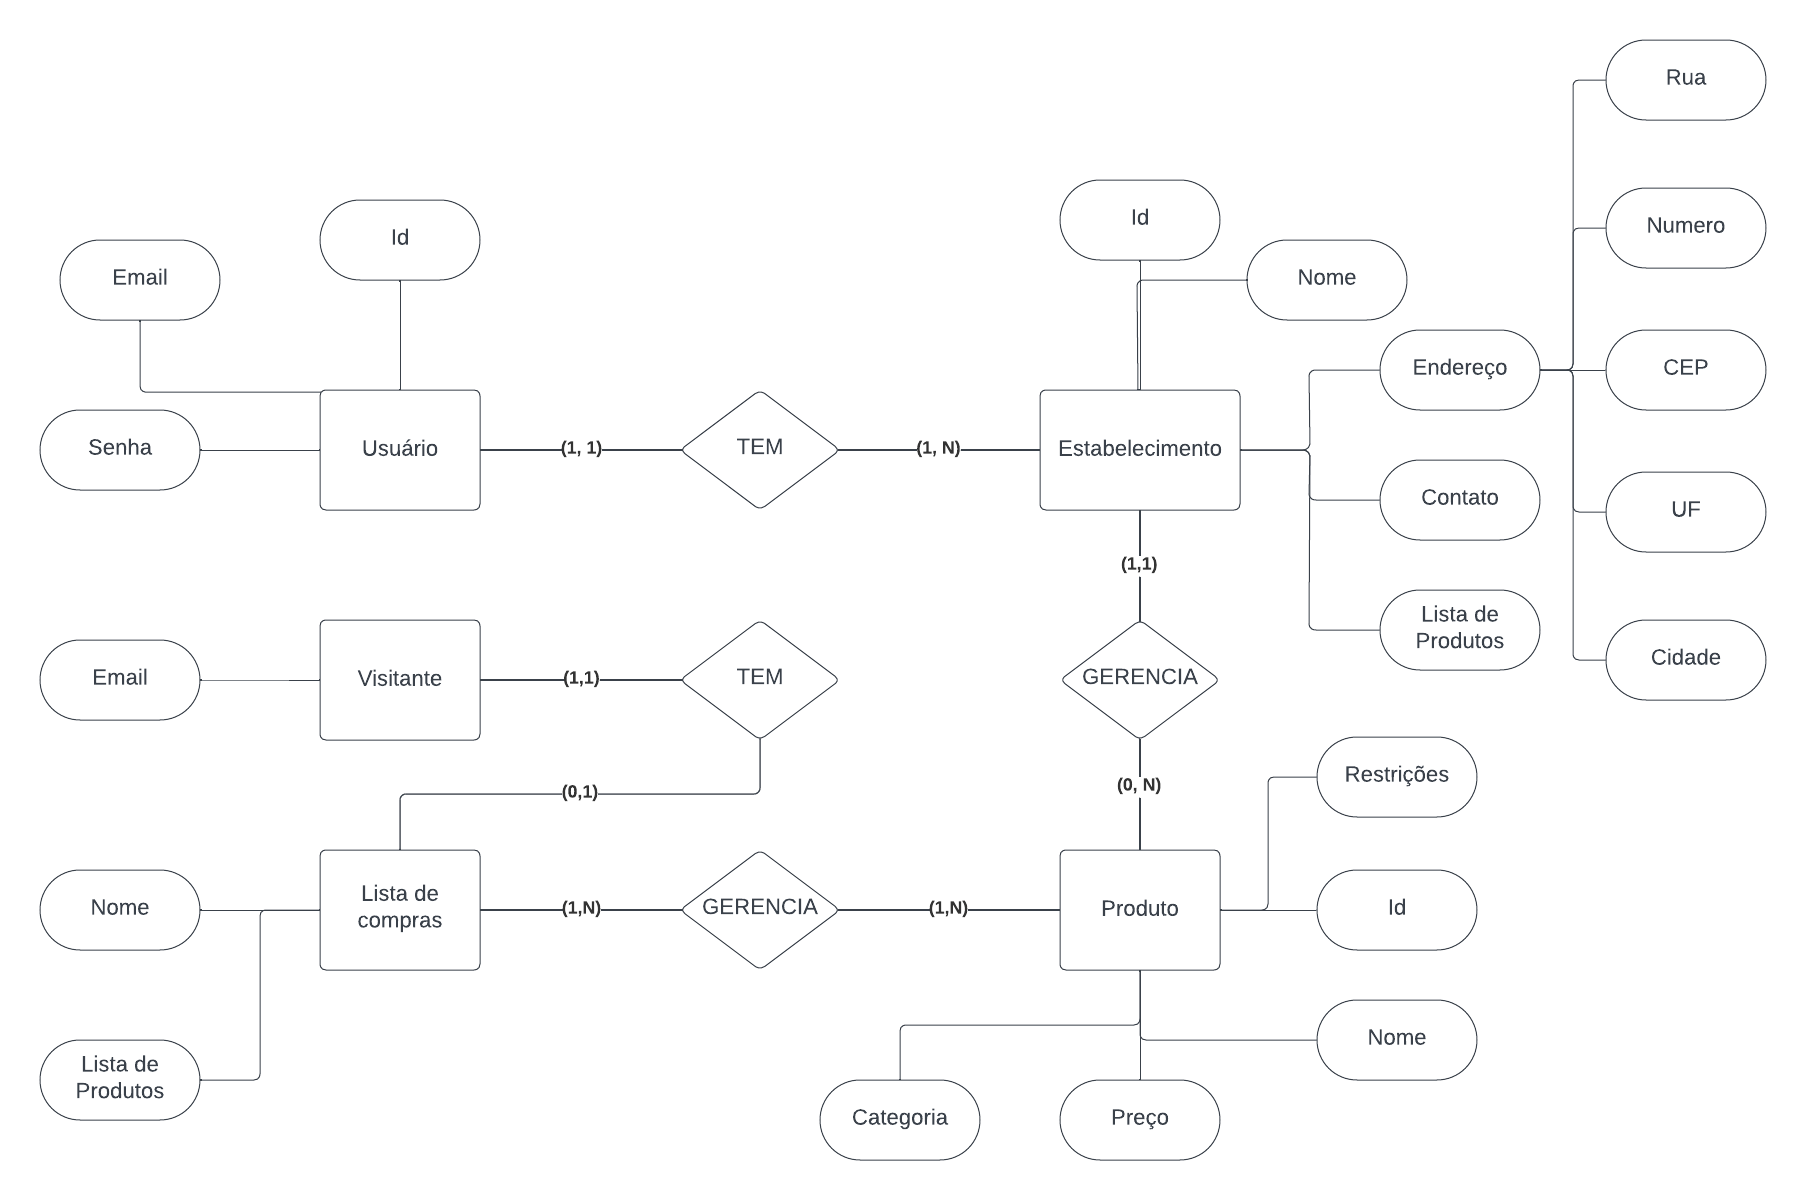 Rua
Id
Numero
Id
Email
Nome
Endereço
CEP
Senha
Usuário
(1, 1)
TEM
(1, N)
Estabelecimento
Contato
UF
(1,1)
Lista de
Produtos
Cidade
Email
Visitante
(1,1)
TEM
GERENCIA
(0,1)
(0, N)
Restrições
Nome
Lista de
compras
(1,N)
GERENCIA
(1,N)
Produto
Id
Nome
Lista de
Produtos
Categoria
Preço